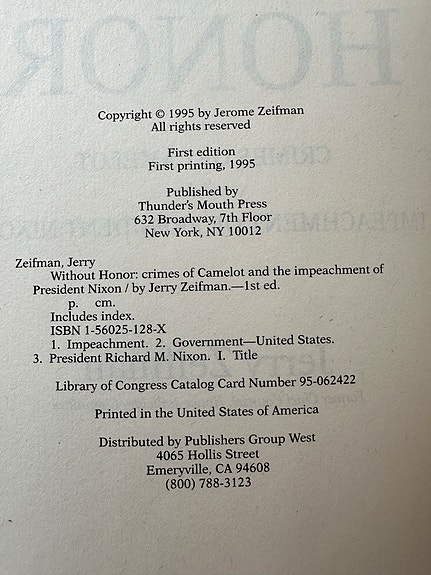 Copyright © 1995 by Jerome Zeifman
All rights reserved
First edition
First printing, 1995
Published by
Thunder's Mouth Press
632 Broadway, 7th Floor
New York, NY 10012
Zeifman, Jerry
Without Honor: crimes of Camelot and the impeachment of
President Nixon / by Jerry Zeifman.—1st ed.
p. cm.
Includes index.
ISBN 1-56025-128-X
1. Impeachment. 2. Government—United States.
3. President Richard M. Nixon. I. Title
Library of Congress Catalog Card Number 95-062422
Printed in the United States of America
Distributed by Publishers Group West
4065 Hollis Street
Emeryville, CA 94608
(800) 788-3123